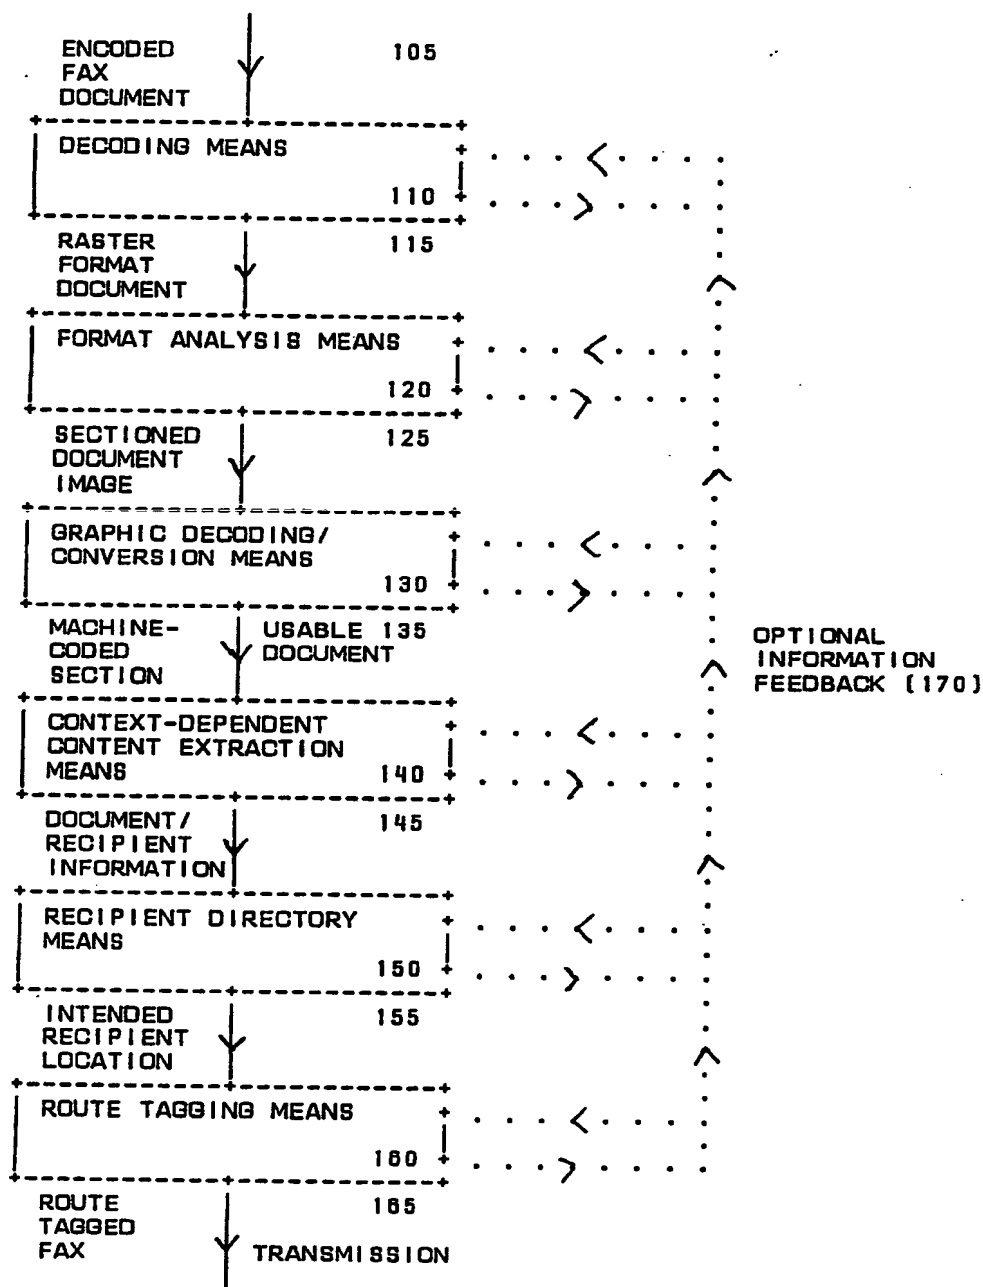 ENCODED 105
FAX
DOCUMENT
DECODING MEANS
110
RASTER 115
FORMAT
DOCUMENT
FORMAT ANALYSIS MEANS
120
SECTIONED 125
DOCUMENT
IMAGE
GRAPHIC DECODING/
CONVERSION MEANS
130
MACHINE- USABLE 135
CODED DOCUMENT
SECTION
OPTIONAL
INFORMATION
FEEDBACK (170)
CONTEXT-DEPENDENT
CONTENT EXTRACTION
MEANS 140
DOCUMENT/ 145
RECIPIENT
INFORMATION
RECIPIENT DIRECTORY
MEANS
150
INTENDED 155
RECIPIENT
LOCATION
ROUTE TAGGING MEANS
160
ROUTE 165
TAGGED
FAX TRANSMISSION